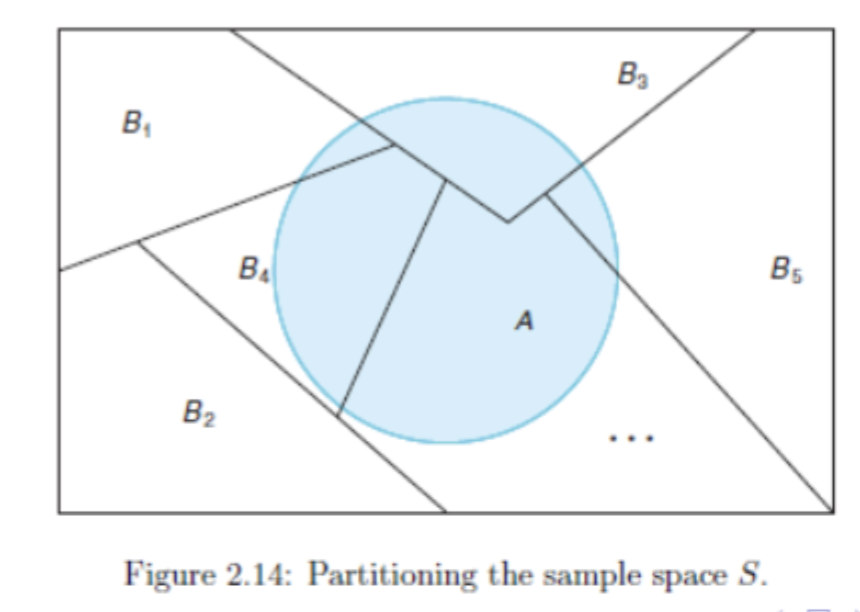 B₃
B₁
B₄
B₅
A
B₂
...
Figure 2.14: Partitioning the sample space S.